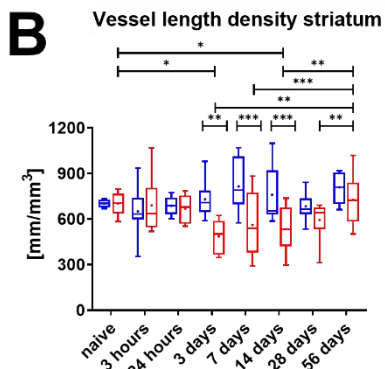 B Vessel length density striatum
*
* **
***
**
** *** *** **
1200
900
600
300
0
[mm/mm³]
naive
3 hours
24 hours
3 days
7 days
14 days
28 days
56 days